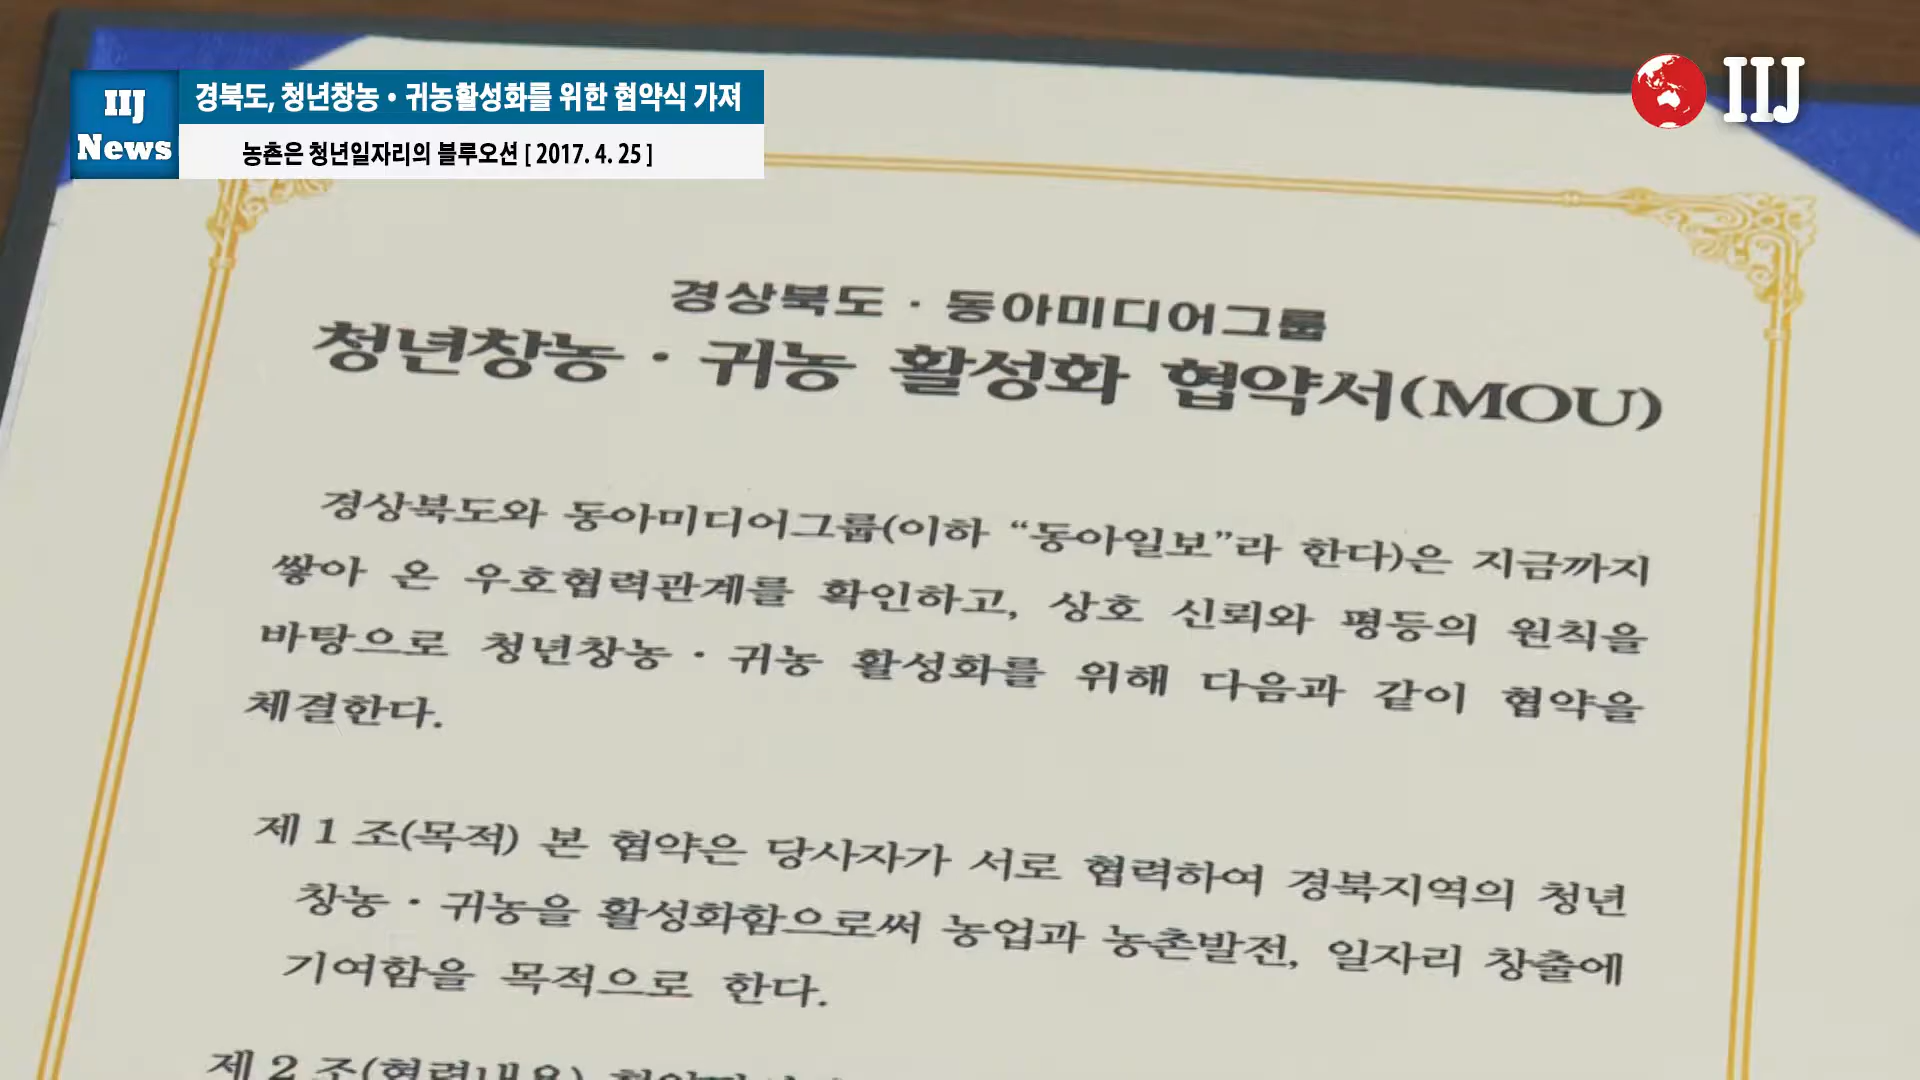 IIJ
News
경북도, 청년창농 · 귀농활성화를 위한 협약식 가져
농촌은 청년일자리의 블루오션 [ 2017. 4. 25 ]
IIJ
경상북도 · 동아미디어그룹
청년창농 · 귀농 활성화 협약서(MOU)
경상북도와 동아미디어그룹(이하 “동아일보”라 한다)은 지금까지
쌓아 온 우호협력관계를 확인하고, 상호 신뢰와 평등의 원칙을
바탕으로 청년창농 · 귀농 활성화를 위해 다음과 같이 협약을
체결한다.
제 1 조(목적) 본 협약은 당사자가 서로 협력하여 경북지역의 청년
창농 · 귀농을 활성화함으로써 농업과 농촌발전, 일자리 창출에
기여함을 목적으로 한다.
제 2 조(협력내용)